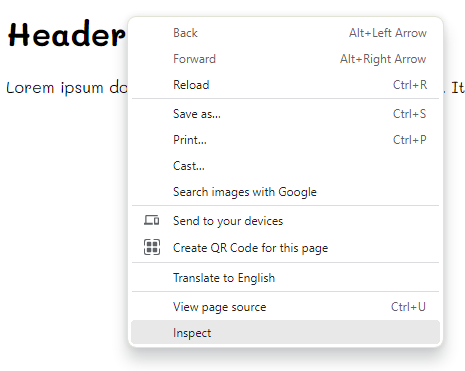 Header
Lorem ipsum do
. It
Back Alt+Left Arrow
Forward Alt+Right Arrow
Reload Ctrl+R
Save as... Ctrl+S
Print... Ctrl+P
Cast...
Search images with Google
Send to your devices
Create QR Code for this page
Translate to English
View page source Ctrl+U
Inspect